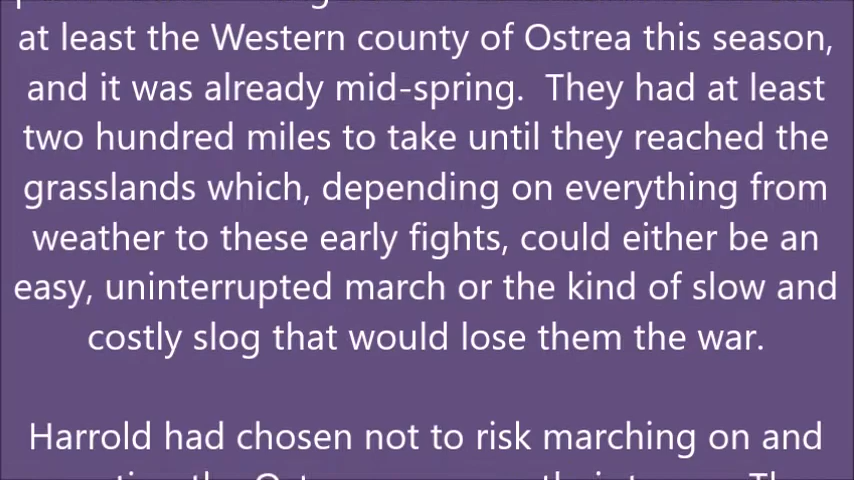 at least the Western county of Ostrea this season,
and it was already mid-spring.  They had at least
two hundred miles to take until they reached the
grasslands which, depending on everything from
weather to these early fights, could either be an
easy, uninterrupted march or the kind of slow and
costly slog that would lose them the war.
Harrold had chosen not to risk marching on and